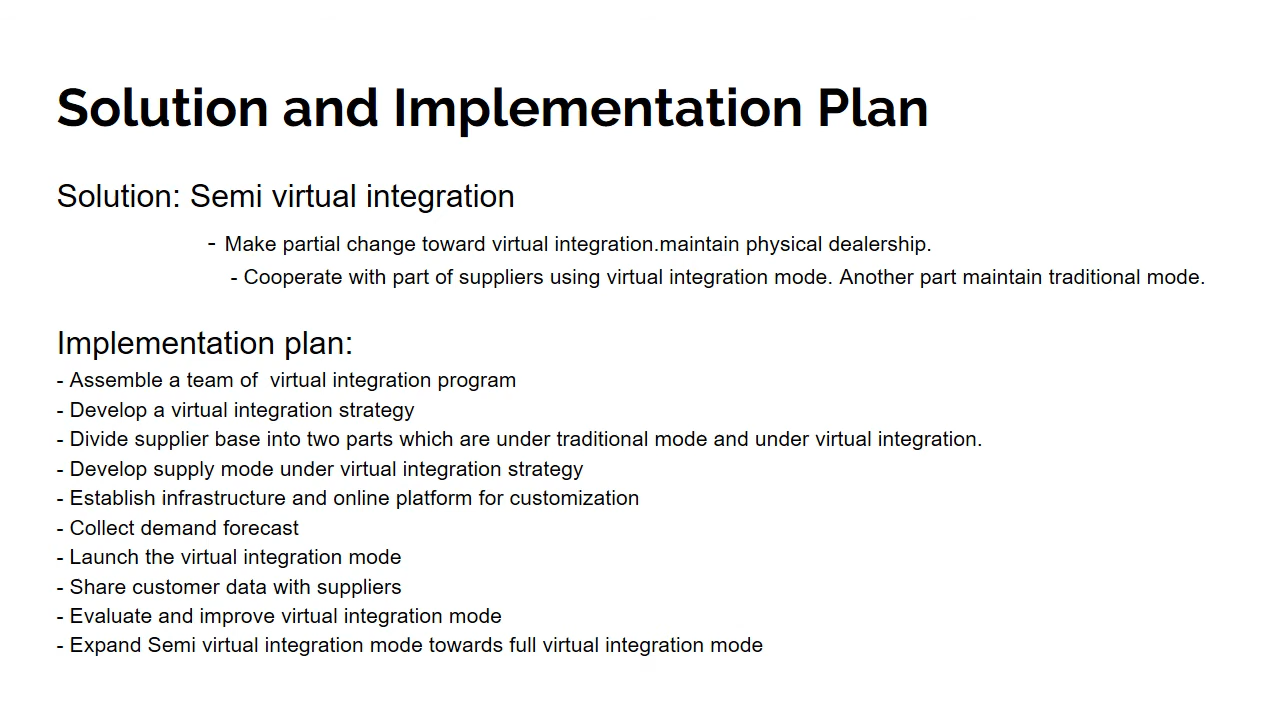 Solution and Implementation Plan
Solution: Semi virtual integration
- Make partial change toward virtual integration.maintain physical dealership.
- Cooperate with part of suppliers using virtual integration mode. Another part maintain traditional mode.
Implementation plan:
- Assemble a team of  virtual integration program
- Develop a virtual integration strategy
- Divide supplier base into two parts which are under traditional mode and under virtual integration.
- Develop supply mode under virtual integration strategy
- Establish infrastructure and online platform for customization
- Collect demand forecast
- Launch the virtual integration mode
- Share customer data with suppliers
- Evaluate and improve virtual integration mode
- Expand Semi virtual integration mode towards full virtual integration mode